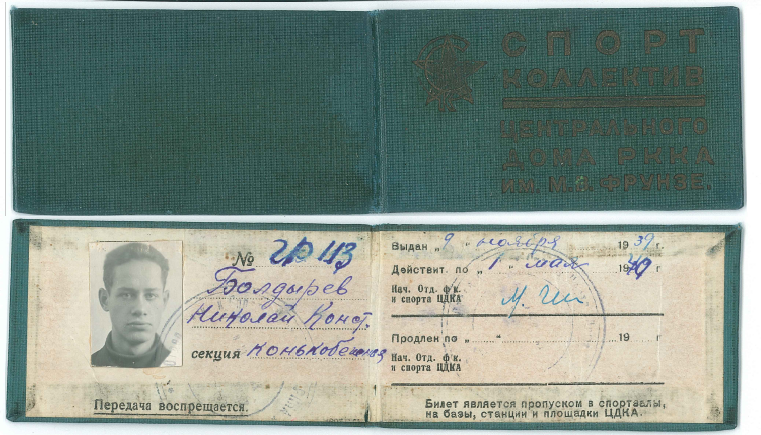 СПОРТ
КОЛЛЕКТИВ
ЦЕНТРАЛЬНОГО
ДОМА РККА
ИМ. М.В. ФРУНЗЕ.
№
Болдырев
Николай Конст.
секция конькобежная
Передача воспрещается.
Выдан „9" ноября 1939 г.
Действит по „1" мая 1940 г.
Нач. Отд. ф/к.
и спорта ЦДКА
Продлен по „ " 19 г
Нач. Отд. ф/к.
и спорта ЦДКА
Билет является пропуском в спортзалы,
на базы, станции и площадки ЦДКА.